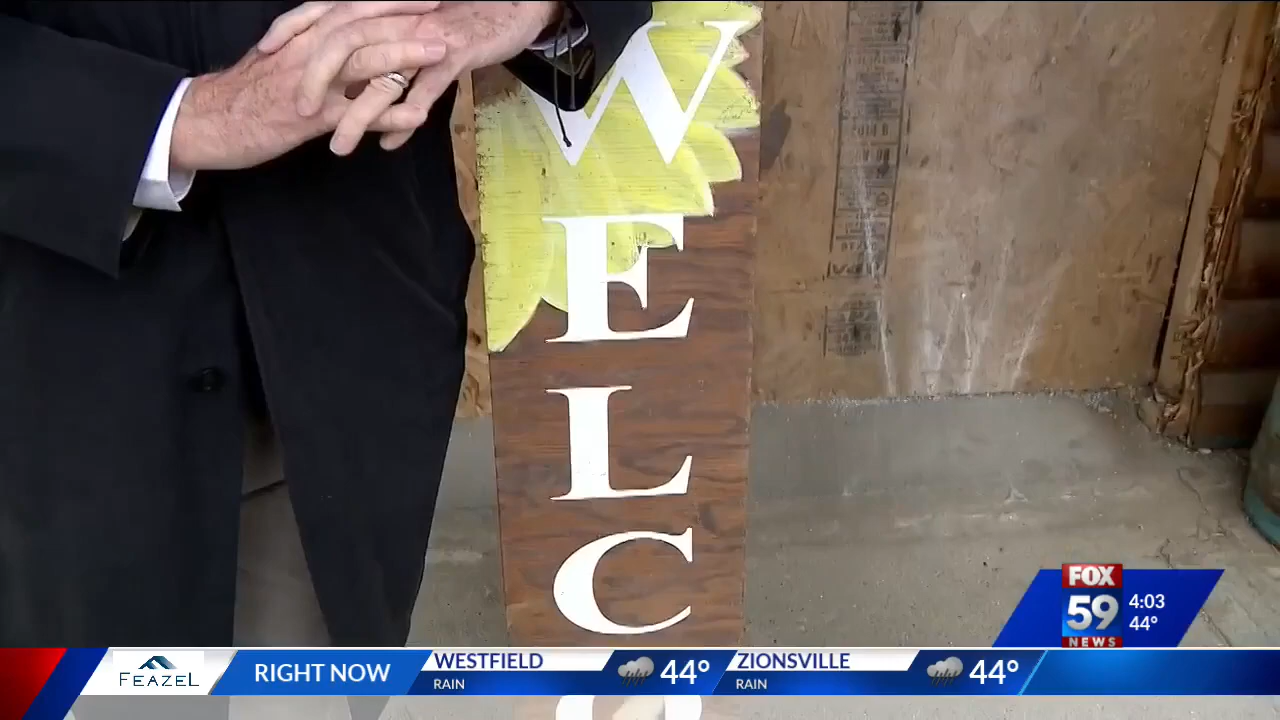 W
E
L
C
O
FOX
59
NEWS
4:03
44°
FEAZEL
RIGHT NOW
WESTFIELD
RAIN
44°
ZIONSVILLE
RAIN
44°